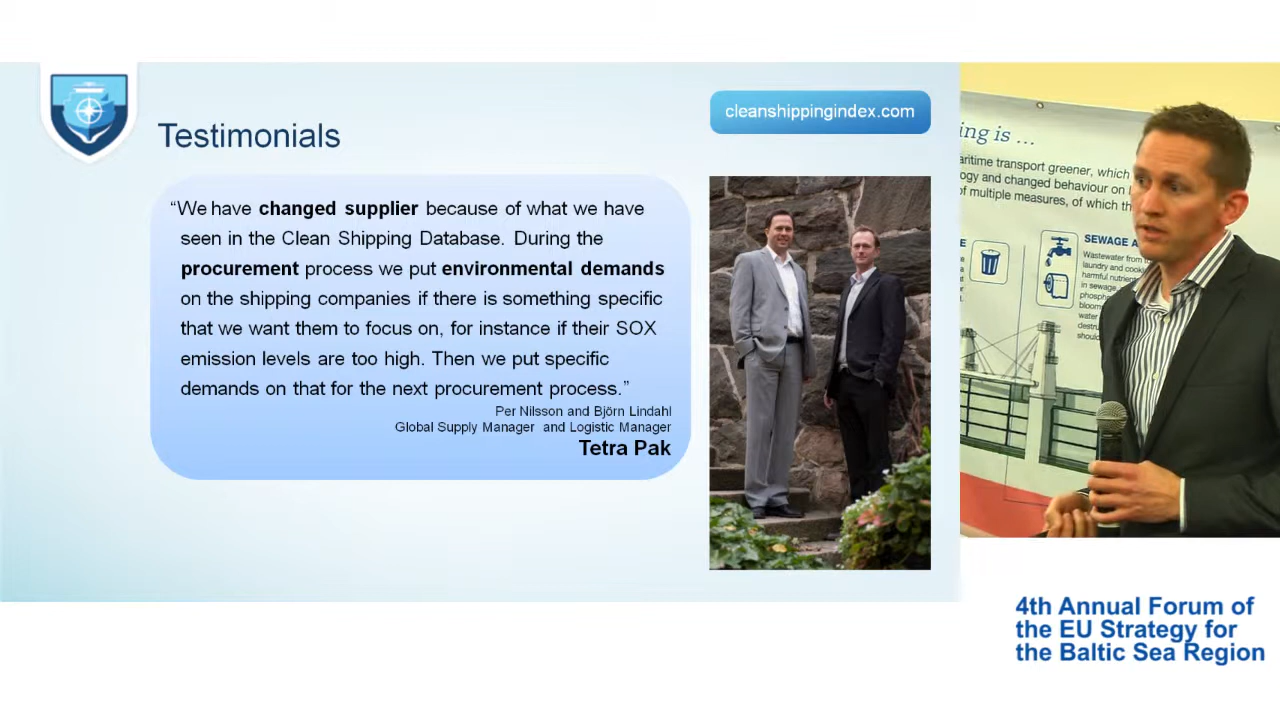 Testimonials
cleanshippingindex.com
“We have changed supplier because of what we have
seen in the Clean Shipping Database. During the
procurement process we put environmental demands
on the shipping companies if there is something specific
that we want them to focus on, for instance if their SOX
emission levels are too high. Then we put specific
demands on that for the next procurement process.”
Per Nilsson and Björn Lindahl
Global Supply Manager and Logistic Manager
Tetra Pak
ing is ...
maritime transport greener, which
ogy and changed behaviour on
of multiple measures, of which th
SEWAGE A
Wastewater from
laundry and cook
harmful nutrien
in sewage,
phosph
bloom
water
destr
shoul
4th Annual Forum of
the EU Strategy for
the Baltic Sea Region